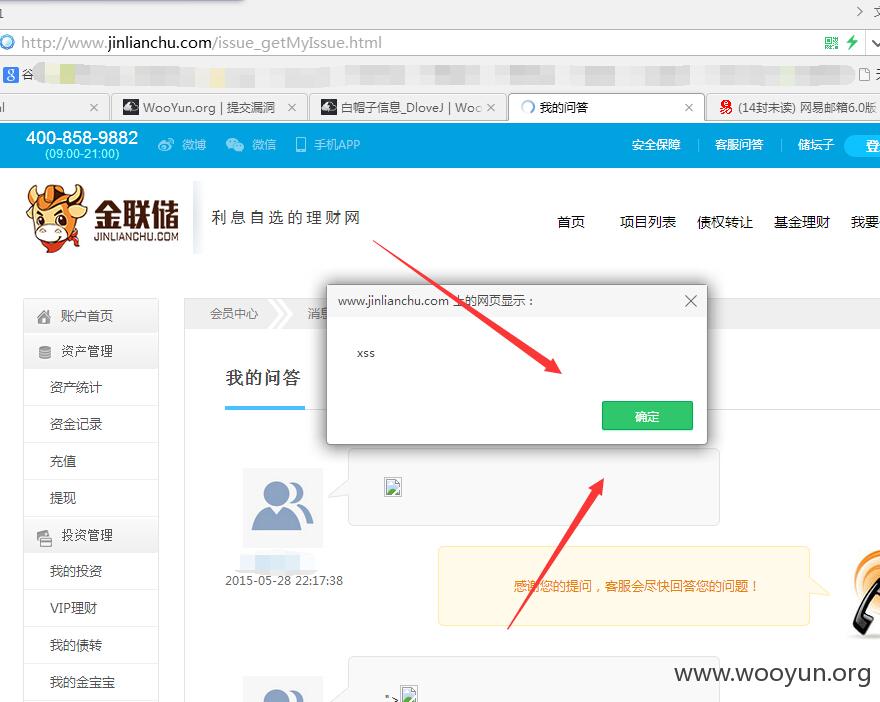 http://www.jinlianchu.com/issue_getMyIssue.html
谷
WooYun.org | 提交漏洞
白帽子信息_DloveJ | Woo
我的问答
(14封未读) 网易邮箱6.0版
400-858-9882
(09:00-21:00)
微博
微信
手机APP
安全保障
客服问答
储坛子
登
金联储
JINLIANCHU.COM
利息自选的理财网
首页
项目列表
债权转让
基金理财
我要
www.jinlianchu.com 上的网页显示：
xss
确定
会员中心
消息
账户首页
资产管理
资产统计
资金记录
充值
提现
投资管理
我的投资
VIP理财
我的债转
我的金宝宝
我的问答
2015-05-28 22:17:38
感谢您的提问，客服会尽快回答您的问题！
">
www.wooyun.org